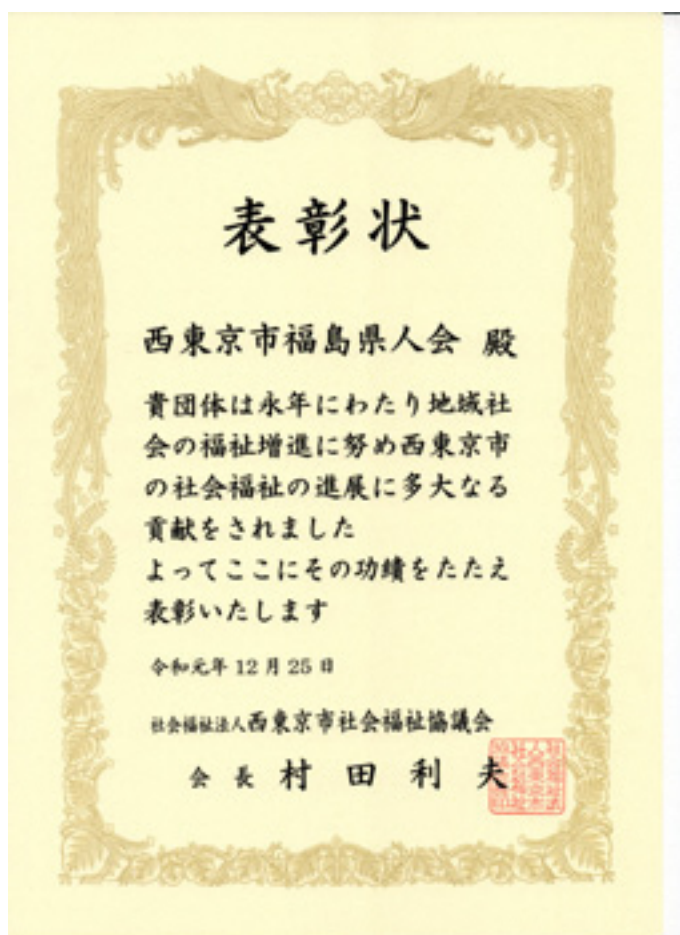 表彰状
西東京市福島県人会 殿
貴団体は永年にわたり地域社
会の福祉増進に努め西東京市
の社会福祉の進展に多大なる
貢献をされました
よってここにその功績をたたえ
表彰いたします
令和元年12月25日
社会福祉法人西東京市社会福祉協議会
会長 村田利夫